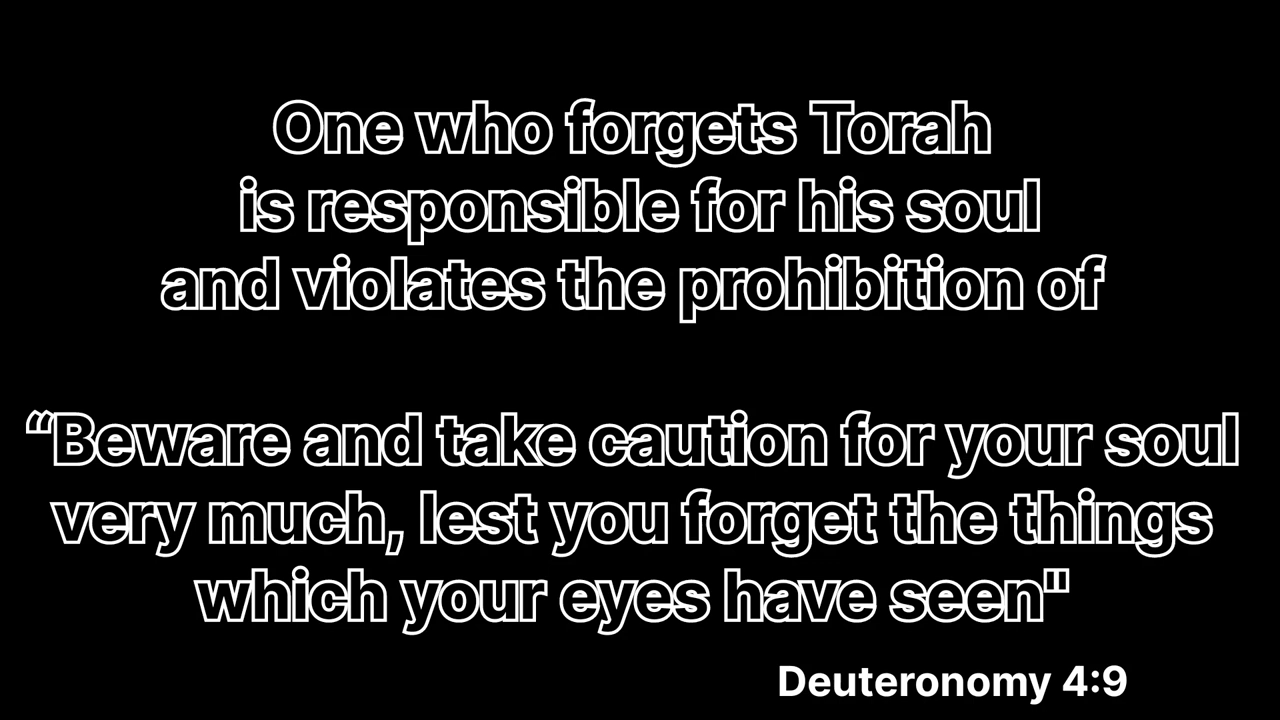 One who forgets Torah
is responsible for his soul
and violates the prohibition of
“Beware and take caution for your soul
very much, lest you forget the things
which your eyes have seen"
Deuteronomy 4:9